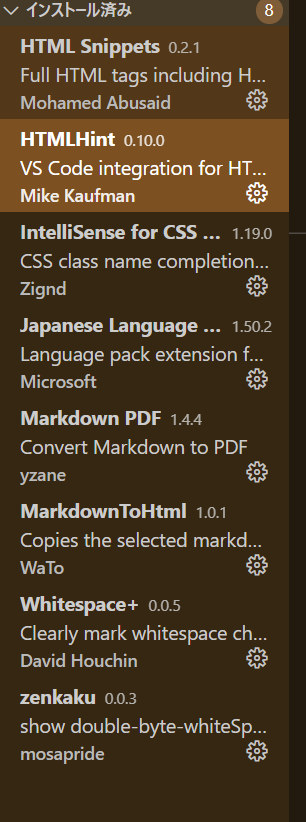 インストール済み 8
HTML Snippets 0.2.1
Full HTML tags including H...
Mohamed Abusaid
HTMLHint 0.10.0
VS Code integration for HT...
Mike Kaufman
IntelliSense for CSS ... 1.19.0
CSS class name completion...
Zignd
Japanese Language ... 1.50.2
Language pack extension f...
Microsoft
Markdown PDF 1.4.4
Convert Markdown to PDF
yzane
MarkdownToHtml 1.0.1
Copies the selected markd...
WaTo
Whitespace+ 0.0.5
Clearly mark whitespace ch...
David Houchin
zenkaku 0.0.3
show double-byte-whiteSp...
mosapride